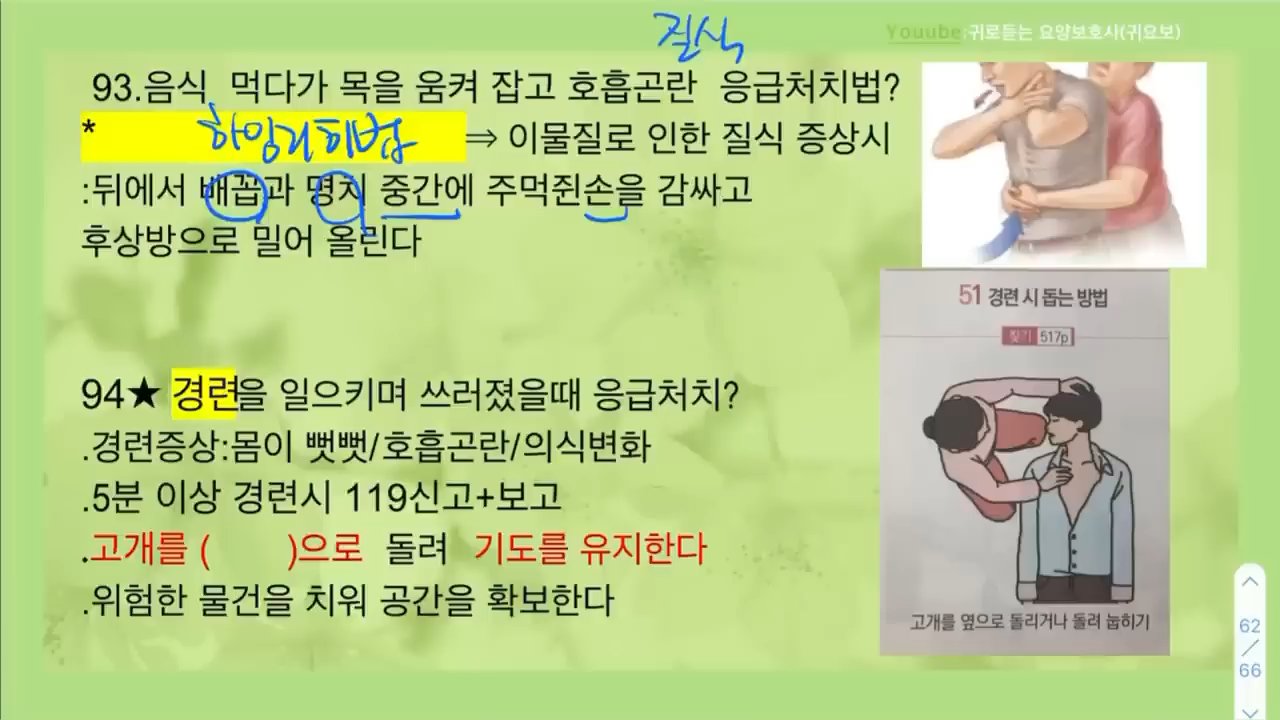 질식
Youube:귀로듣는 요양보호사(귀요보)
93.음식 먹다가 목을 움켜 잡고 호흡곤란 응급처치법?
* 하임리히법 ⇒ 이물질로 인한 질식 증상시
:뒤에서 배꼽과 명치 중간에 주먹쥔손을 감싸고
후상방으로 밀어 올린다
51 경련 시 돕는 방법
찾기 517p
94★ 경련을 일으키며 쓰러졌을때 응급처치?
.경련증상:몸이 뻣뻣/호흡곤란/의식변화
.5분 이상 경련시 119신고+보고
.고개를 ( )으로 돌려 기도를 유지한다
.위험한 물건을 치워 공간을 확보한다
고개를 옆으로 돌리거나 돌려 눕히기
62
/
66